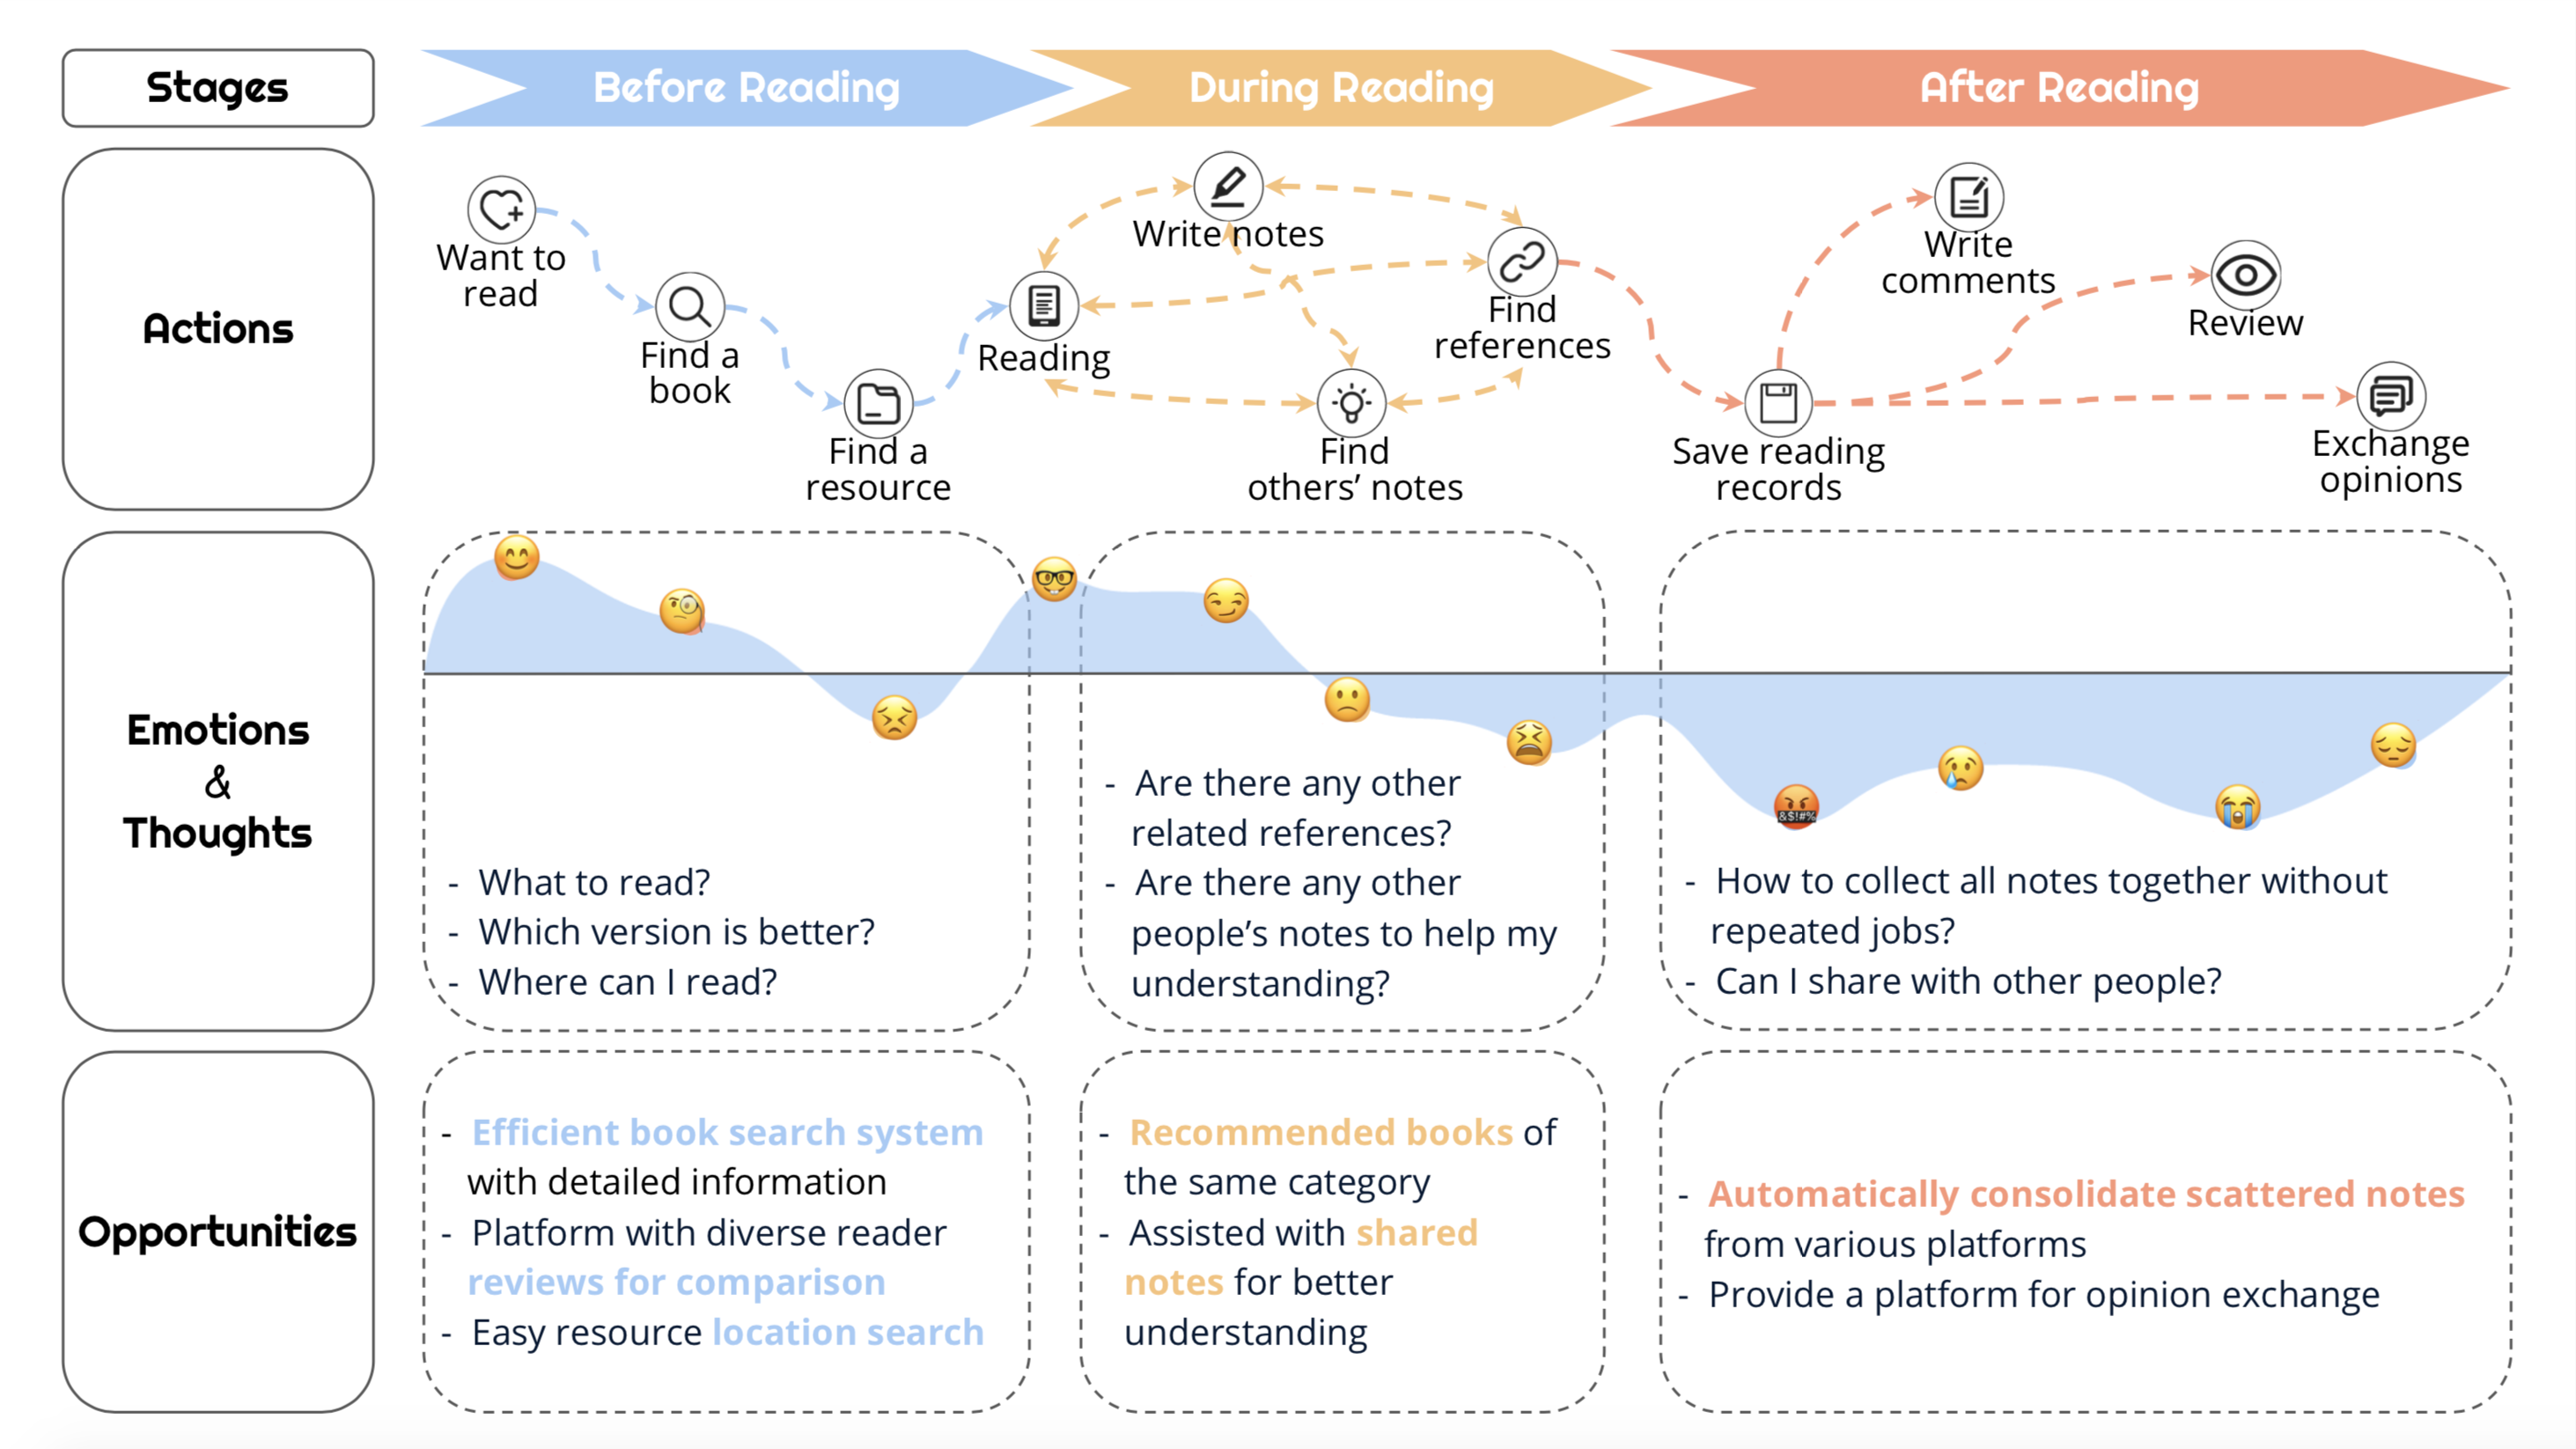 Stages
Before Reading
During Reading
After Reading
Actions
Want to
read
Find a
book
Find a
resource
Reading
Write notes
Find
others’ notes
Find
references
Save reading
records
Write
comments
Review
Exchange
opinions
Emotions
&
Thoughts
&$!#%
- What to read?
- Which version is better?
- Where can I read?
- Are there any other
related references?
- Are there any other
people’s notes to help my
understanding?
- How to collect all notes together without
repeated jobs?
- Can I share with other people?
Opportunities
- Efficient book search system
with detailed information
- Platform with diverse reader
reviews for comparison
- Easy resource location search
- Recommended books of
the same category
- Assisted with shared
notes for better
understanding
- Automatically consolidate scattered notes
from various platforms
- Provide a platform for opinion exchange